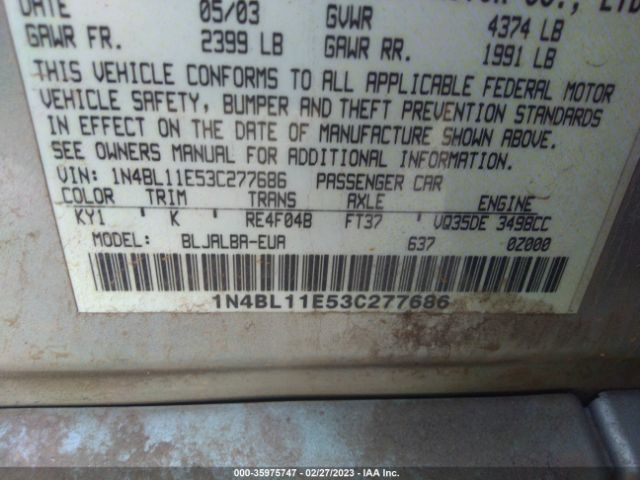 DATE 05/03 GVWR 4374 LB
GAWR FR. 2399 LB GAWR RR. 1991 LB
THIS VEHICLE CONFORMS TO ALL APPLICABLE FEDERAL MOTOR
VEHICLE SAFETY, BUMPER AND THEFT PREVENTION STANDARDS
IN EFFECT ON THE DATE OF MANUFACTURE SHOWN ABOVE.
SEE OWNERS MANUAL FOR ADDITIONAL INFORMATION.
VIN: 1N4BL11E53C277686 PASSENGER CAR
COLOR TRIM TRANS AXLE ENGINE
KY1 K RE4F04B FT37 VQ35DE 3498CC
MODEL: BLJALBA-EUA 637 0Z000
1N4BL11E53C277686
000-35975747 - 02/27/2023 - IAA Inc.